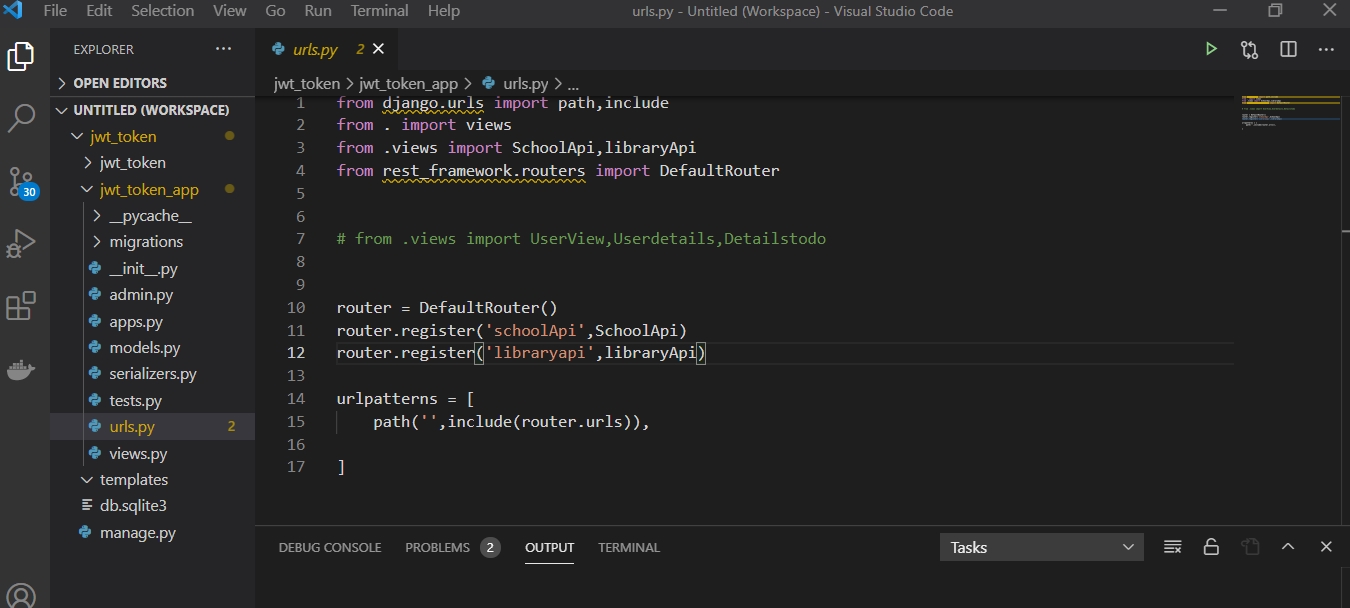 File Edit Selection View Go Run Terminal Help urls.py - Untitled (Workspace) - Visual Studio Code
EXPLORER
OPEN EDITORS
UNTITLED (WORKSPACE)
jwt_token
jwt_token
jwt_token_app
__pycache__
migrations
__init__.py
admin.py
apps.py
models.py
serializers.py
tests.py
urls.py 2
views.py
templates
db.sqlite3
manage.py
30
urls.py 2
jwt_token > jwt_token_app > urls.py > ...
1 from django.urls import path,include
2 from . import views
3 from .views import SchoolApi,libraryApi
4 from rest_framework.routers import DefaultRouter
5
6
7 # from .views import UserView,Userdetails,Detailstodo
8
9
10 router = DefaultRouter()
11 router.register('schoolApi',SchoolApi)
12 router.register('libraryapi',libraryApi)
13
14 urlpatterns = [
15 path('',include(router.urls)),
16
17 ]
DEBUG CONSOLE PROBLEMS 2 OUTPUT TERMINAL Tasks